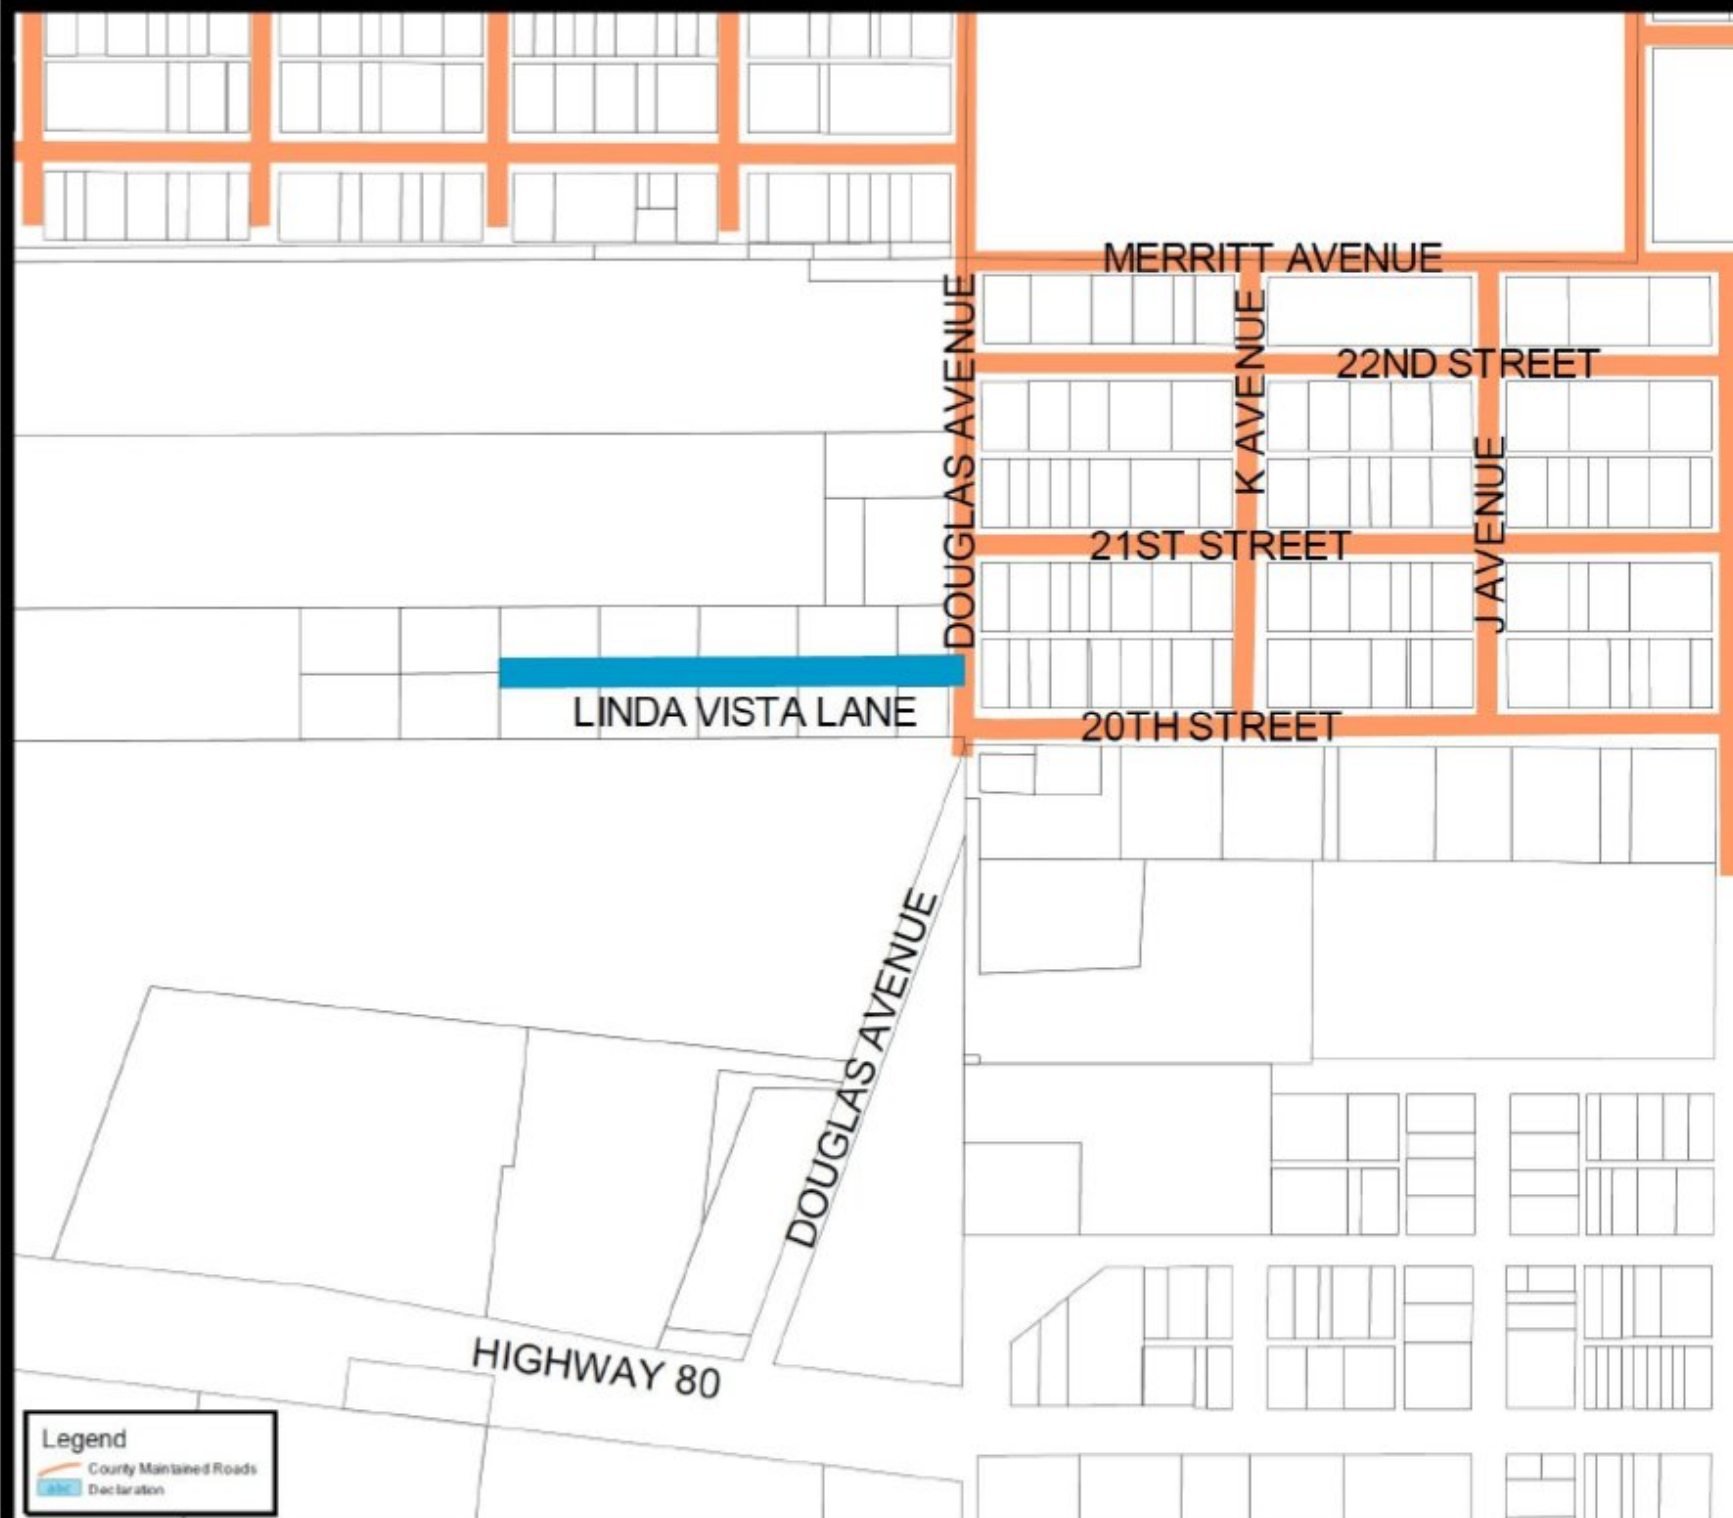 MERRITT AVENUE
DOUGLAS AVENUE
K AVENUE
22ND STREET
J AVENUE
21ST STREET
LINDA VISTA LANE
20TH STREET
DOUGLAS AVENUE
HIGHWAY 80
Legend
County Maintained Roads
abc
Declaration